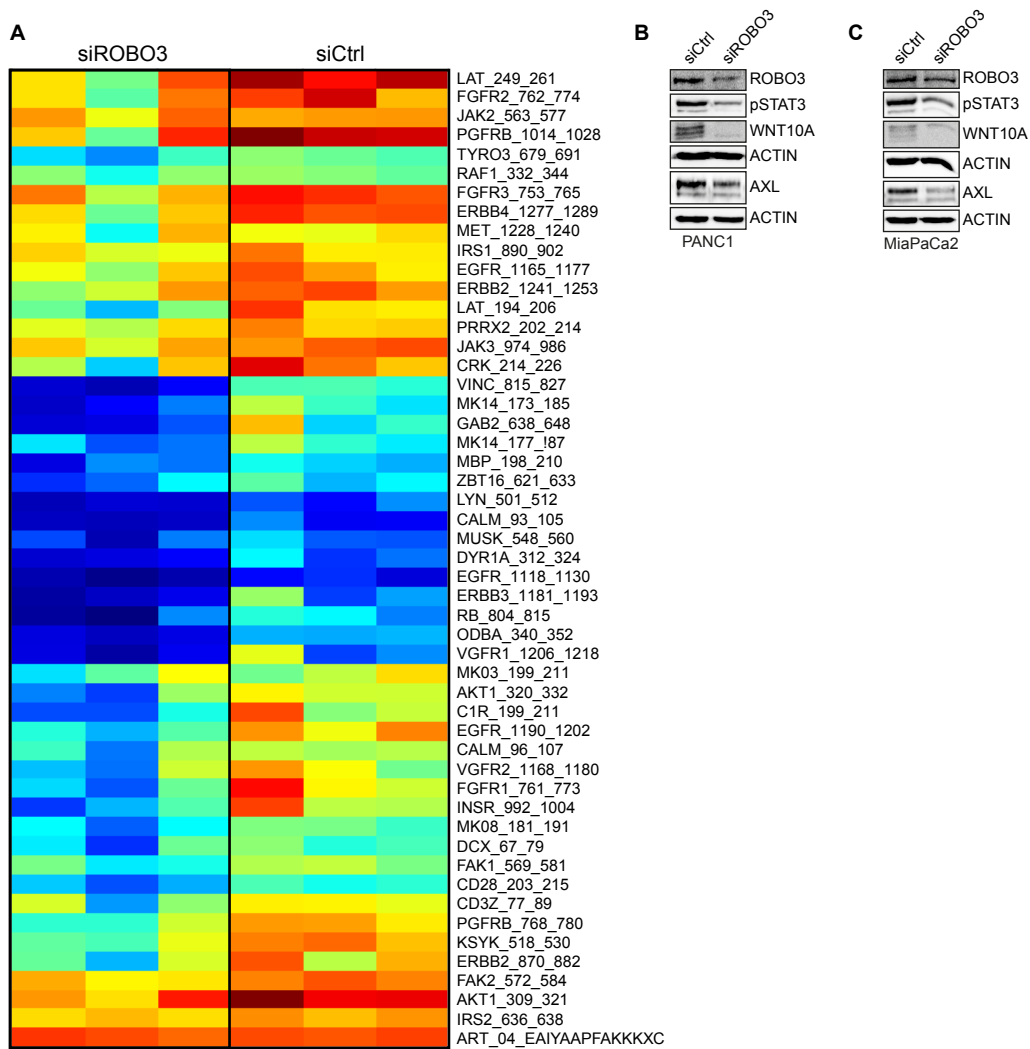 A
siROBO3
siCtrl
LAT_249_261
FGFR2_762_774
JAK2_563_577
PGFRB_1014_1028
TYRO3_679_691
RAF1_332_344
FGFR3_753_765
ERBB4_1277_1289
MET_1228_1240
IRS1_890_902
EGFR_1165_1177
ERBB2_1241_1253
LAT_194_206
PRRX2_202_214
JAK3_974_986
CRK_214_226
VINC_815_827
MK14_173_185
GAB2_638_648
MK14_177_!87
MBP_198_210
ZBT16_621_633
LYN_501_512
CALM_93_105
MUSK_548_560
DYR1A_312_324
EGFR_1118_1130
ERBB3_1181_1193
RB_804_815
ODBA_340_352
VGFR1_1206_1218
MK03_199_211
AKT1_320_332
C1R_199_211
EGFR_1190_1202
CALM_96_107
VGFR2_1168_1180
FGFR1_761_773
INSR_992_1004
MK08_181_191
DCX_67_79
FAK1_569_581
CD28_203_215
CD3Z_77_89
PGFRB_768_780
KSYK_518_530
ERBB2_870_882
FAK2_572_584
AKT1_309_321
IRS2_636_638
ART_04_EAIYAAPFAKKKXC
B
siCtrl
siROBO3
ROBO3
pSTAT3
WNT10A
ACTIN
AXL
ACTIN
PANC1
C
siCtrl
siROBO3
ROBO3
pSTAT3
WNT10A
ACTIN
AXL
ACTIN
MiaPaCa2